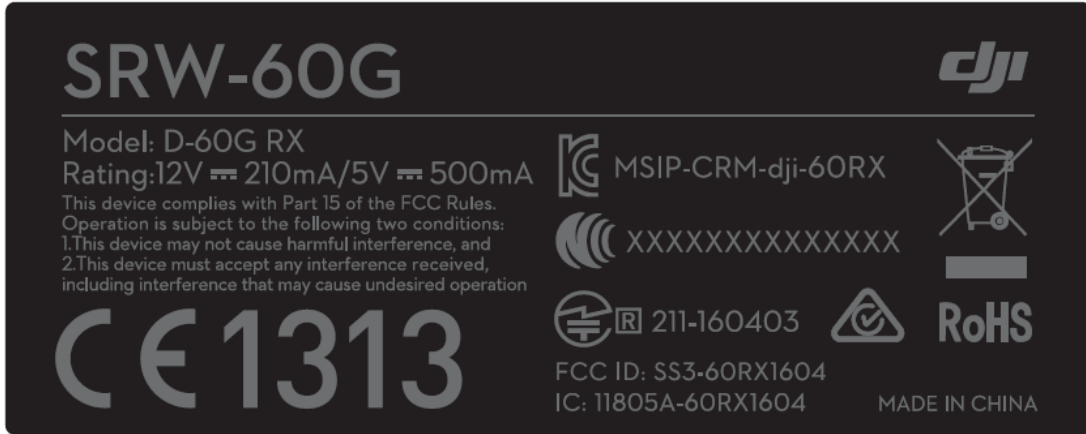 SRW-60G
dji
Model: D-60G RX
Rating:12V ⎓ 210mA/5V ⎓ 500mA
This device complies with Part 15 of the FCC Rules.
Operation is subject to the following two conditions:
1.This device may not cause harmful interference, and
2.This device must accept any interference received,
including interference that may cause undesired operation
CE1313
MSIP-CRM-dji-60RX
XXXXXXXXXXXXXXX
R 211-160403
FCC ID: SS3-60RX1604
IC: 11805A-60RX1604
RoHS
MADE IN CHINA